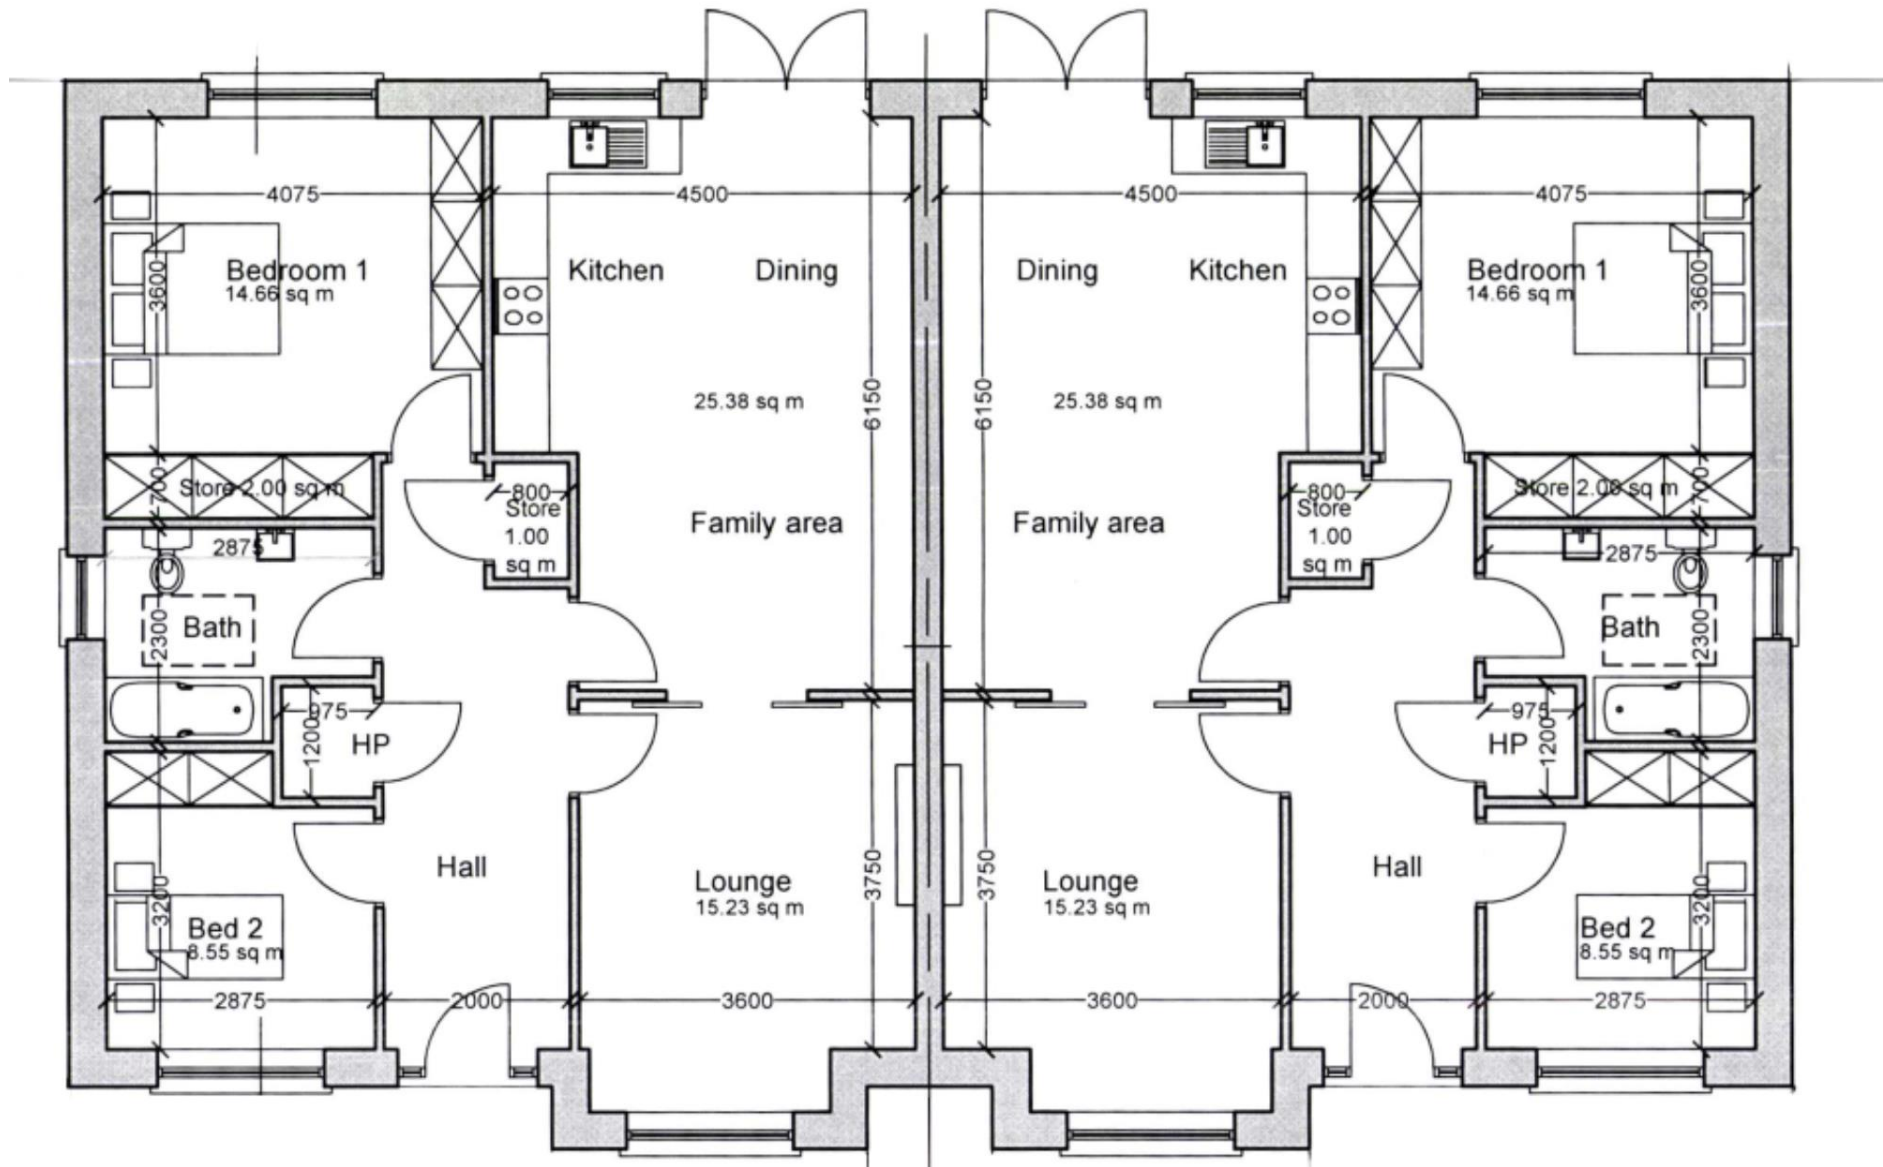 4075
4500
4500
4075
Bedroom 1
14.66 sq m
3600
Kitchen
Dining
Dining
Kitchen
Bedroom 1
14.66 sq m
3600
25.38 sq m
6150
6150
25.38 sq m
700
Store 2.00 sq m
800
Store
1.00
sq m
Family area
Family area
800
Store
1.00
sq m
Store 2.00 sq m
700
2875
2875
Bath
2300
Bath
2300
975
1200
HP
975
1200
HP
Hall
Lounge
15.23 sq m
3750
3750
Lounge
15.23 sq m
Hall
3200
Bed 2
8.55 sq m
Bed 2
8.55 sq m
3200
2875
2000
3600
3600
2000
2875